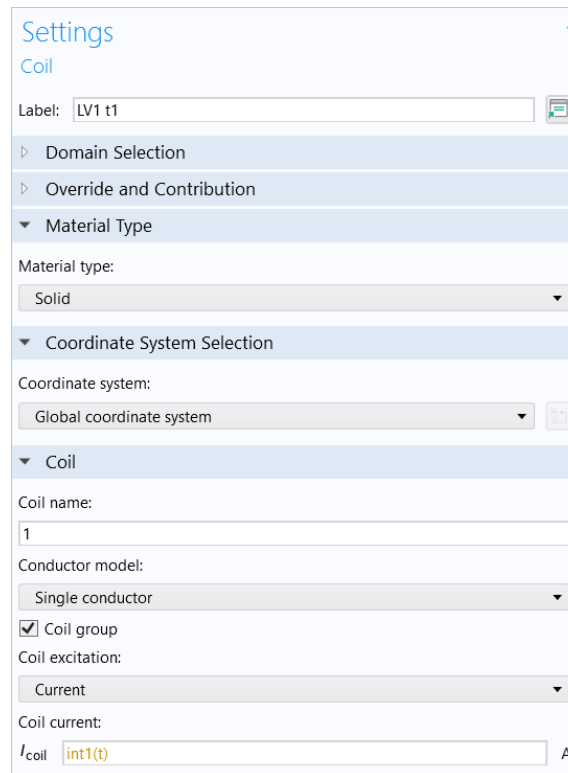 Settings
Coil
Label: LV1 t1
Domain Selection
Override and Contribution
Material Type
Material type:
Solid
Coordinate System Selection
Coordinate system:
Global coordinate system
Coil
Coil name:
1
Conductor model:
Single conductor
Coil group
Coil excitation:
Current
Coil current:
Icoil int1(t) A